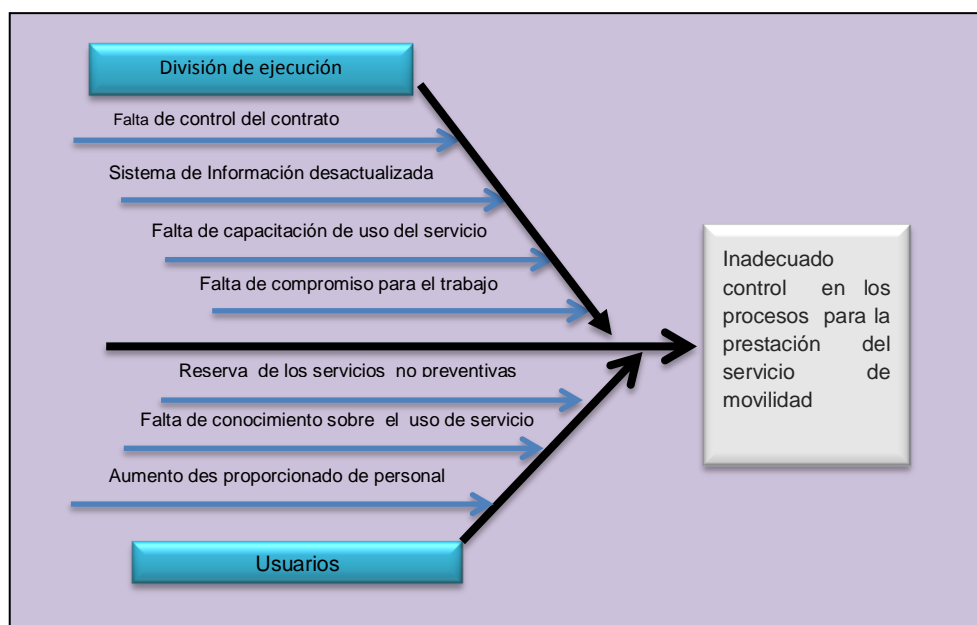 División de ejecución
Falta de control del contrato
Sistema de Información desactualizada
Falta de capacitación de uso del servicio
Falta de compromiso para el trabajo
Inadecuado
control en los
procesos para la
prestación del
servicio de
movilidad
Reserva de los servicios no preventivas
Falta de conocimiento sobre el uso de servicio
Aumento des proporcionado de personal
Usuarios